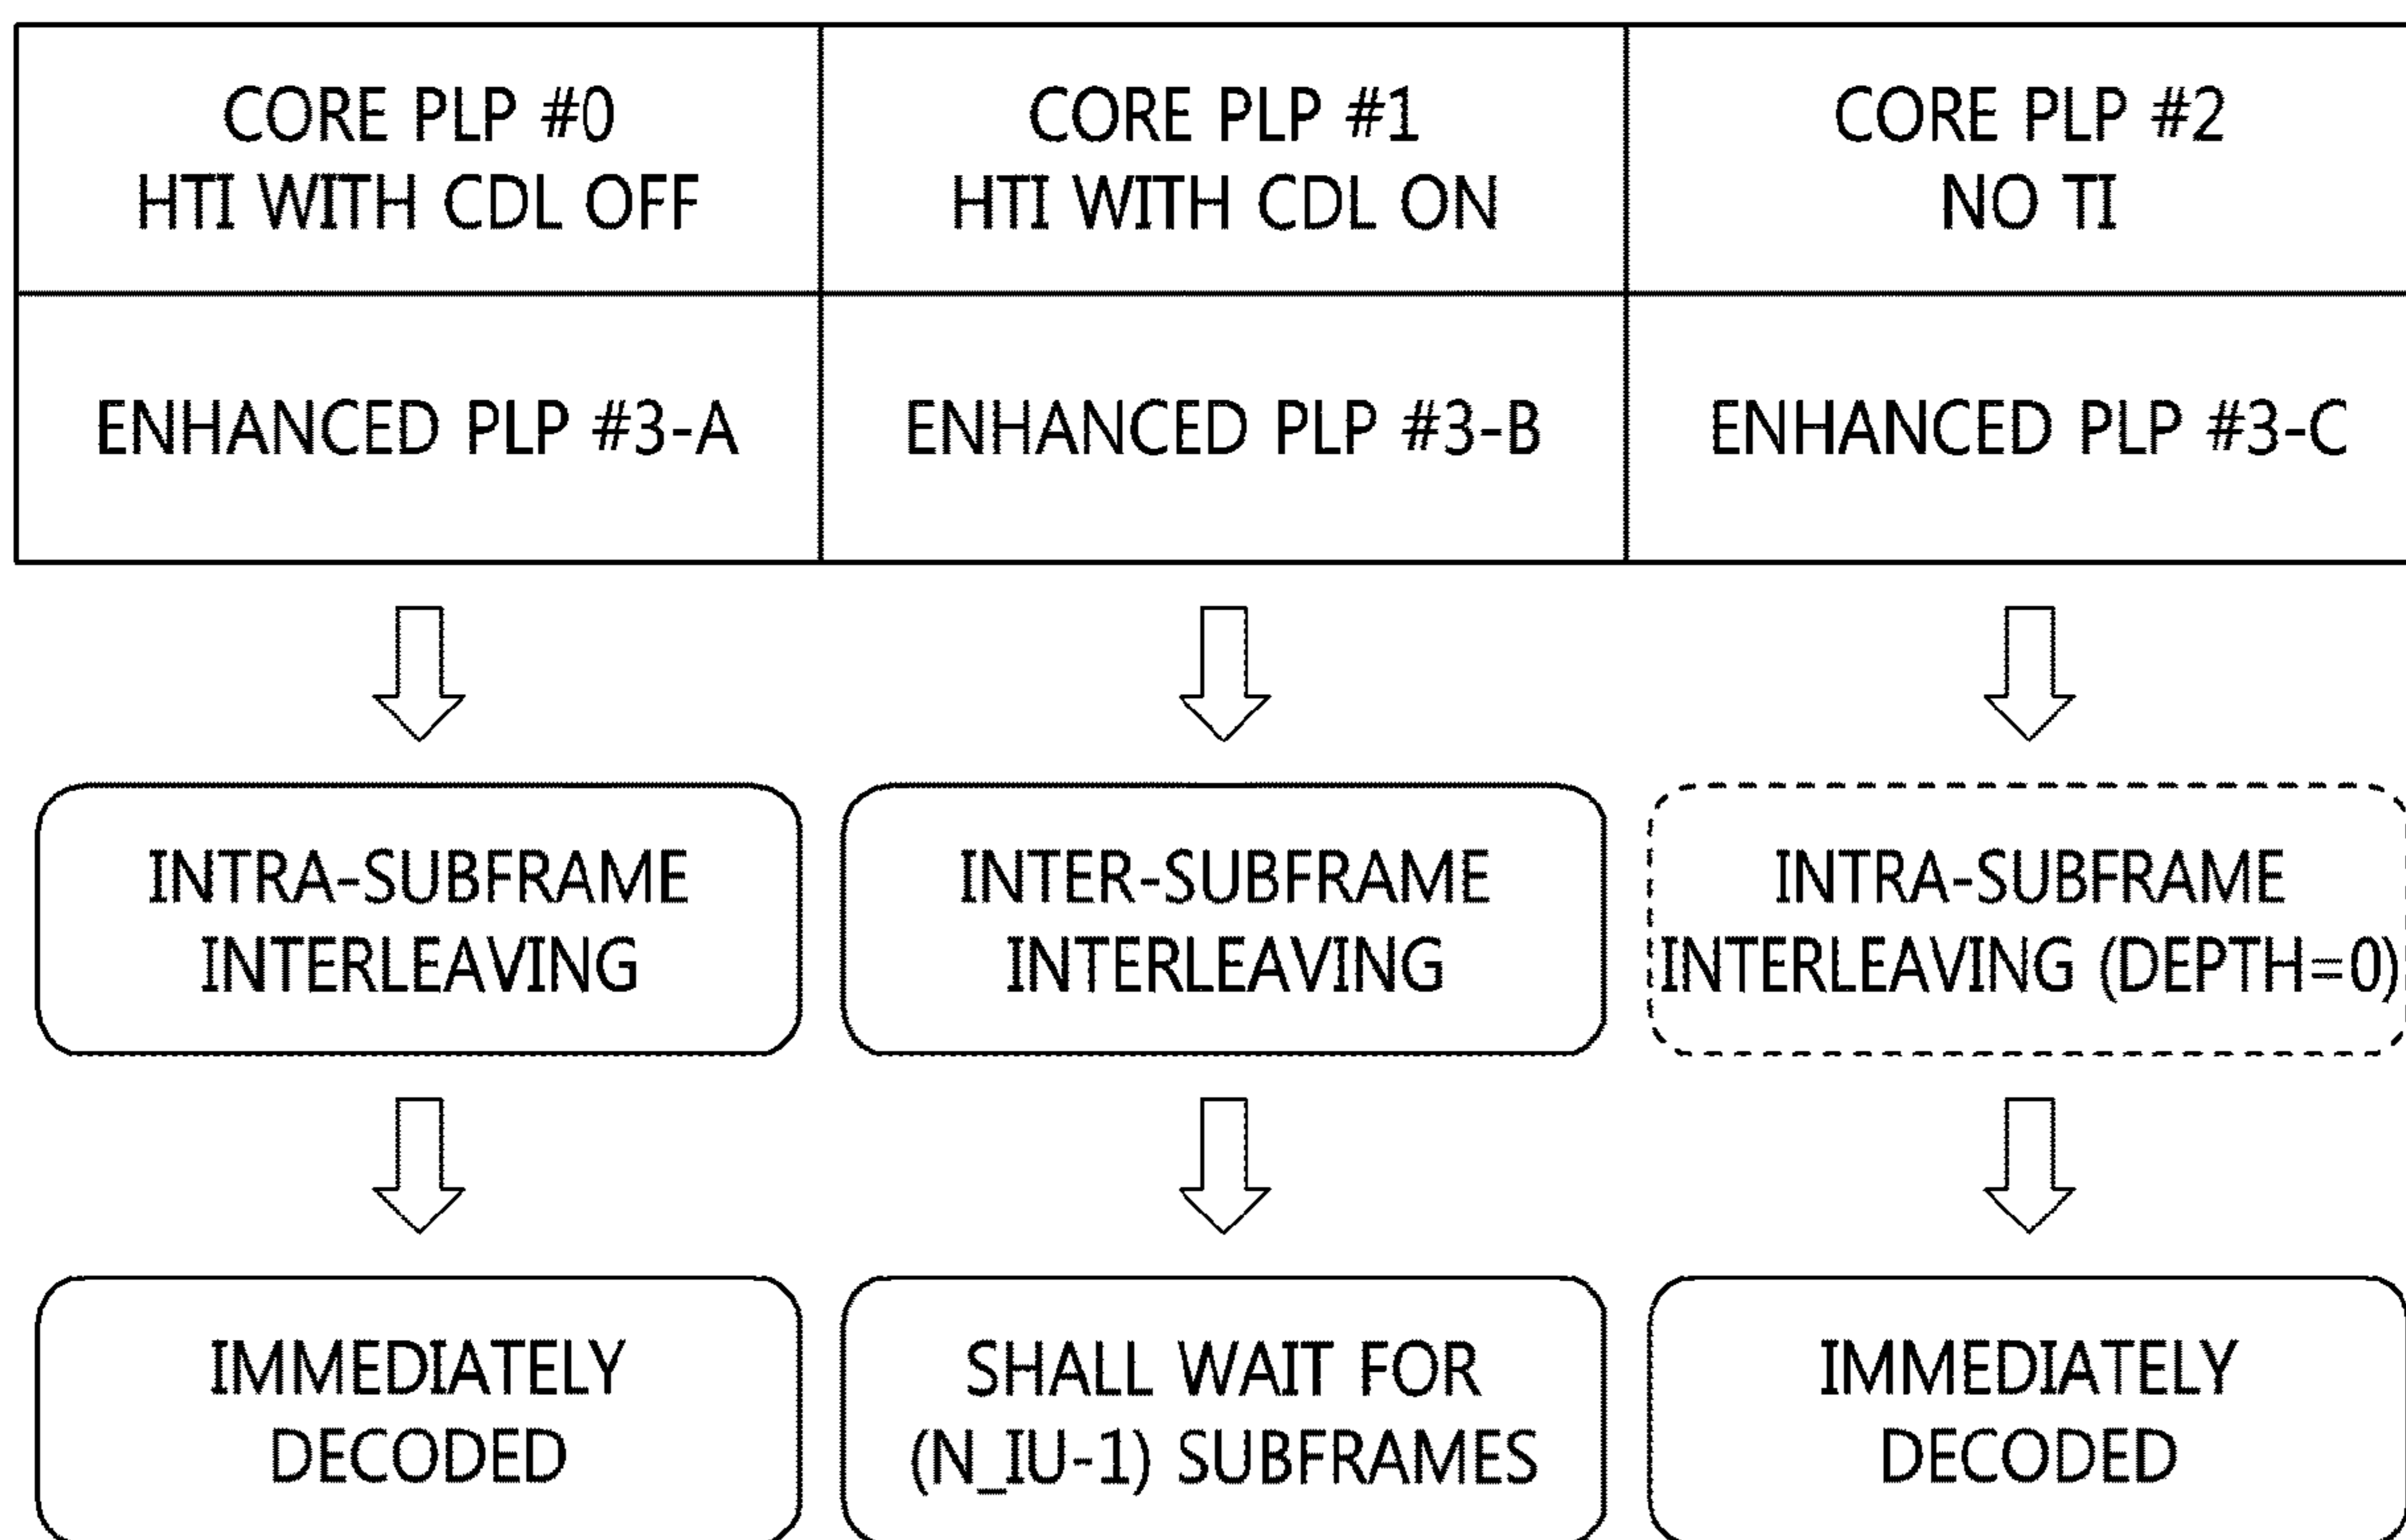 CORE PLP #0
HTI WITH CDL OFF
CORE PLP #1
HTI WITH CDL ON
CORE PLP #2
NO TI
ENHANCED PLP #3-A
ENHANCED PLP #3-B
ENHANCED PLP #3-C
INTRA-SUBFRAME
INTERLEAVING
INTER-SUBFRAME
INTERLEAVING
INTRA-SUBFRAME
INTERLEAVING (DEPTH=0)
IMMEDIATELY
DECODED
SHALL WAIT FOR
(N_IU-1) SUBFRAMES
IMMEDIATELY
DECODED